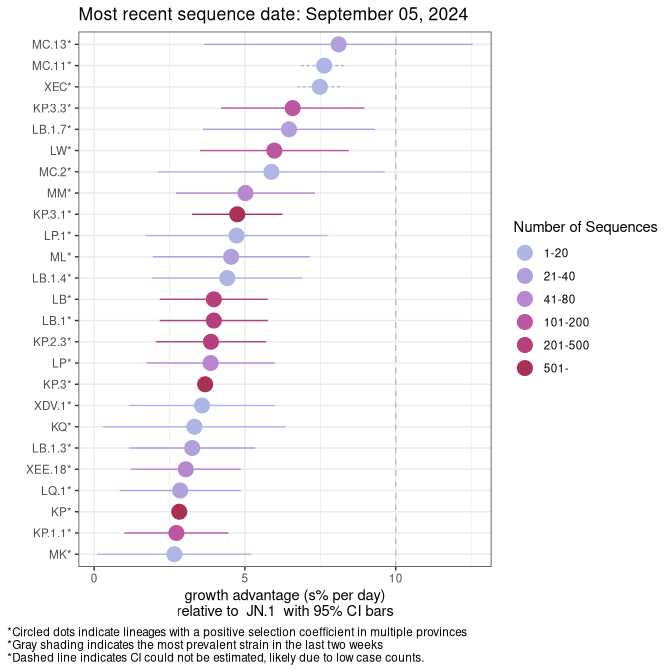 Most recent sequence date: September 05, 2024
MC.13*
MC.11*
XEC*
KP.3.3*
LB.1.7*
LW*
MC.2*
MM*
KP.3.1*
LP.1*
ML*
LB.1.4*
LB*
LB.1*
KP.2.3*
LP*
KP.3*
XDV.1*
KQ*
LB.1.3*
XEE.18*
LQ.1*
KP*
KP.1.1*
MK*
0 5 10
growth advantage (s% per day)
relative to JN.1 with 95% CI bars
Number of Sequences
1-20
21-40
41-80
101-200
201-500
501-
*Circled dots indicate lineages with a positive selection coefficient in multiple provinces
*Gray shading indicates the most prevalent strain in the last two weeks
*Dashed line indicates CI could not be estimated, likely due to low case counts.